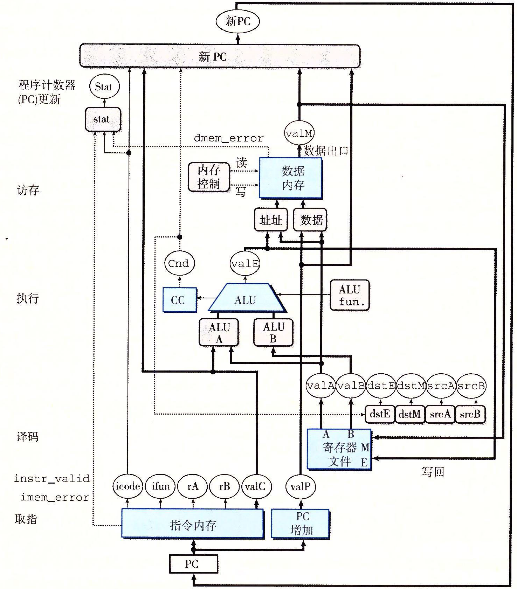 新PC
新 PC
程序计数器
(PC)更新
Stat
stat
dmem_error
valM
数据出口
访存
内存
控制
读
写
数据
内存
址址
数据
Cnd
valE
执行
CC
ALU
ALU
fun.
ALU
A
ALU
B
valA
valB
dstE
dstM
srcA
srcB
dstE
dstM
srcA
srcB
译码
A B
寄存器 M
文件 E
写回
instr_valid
imem_error
icode
ifun
rA
rB
valC
valP
取指
指令内存
PC
增加
PC